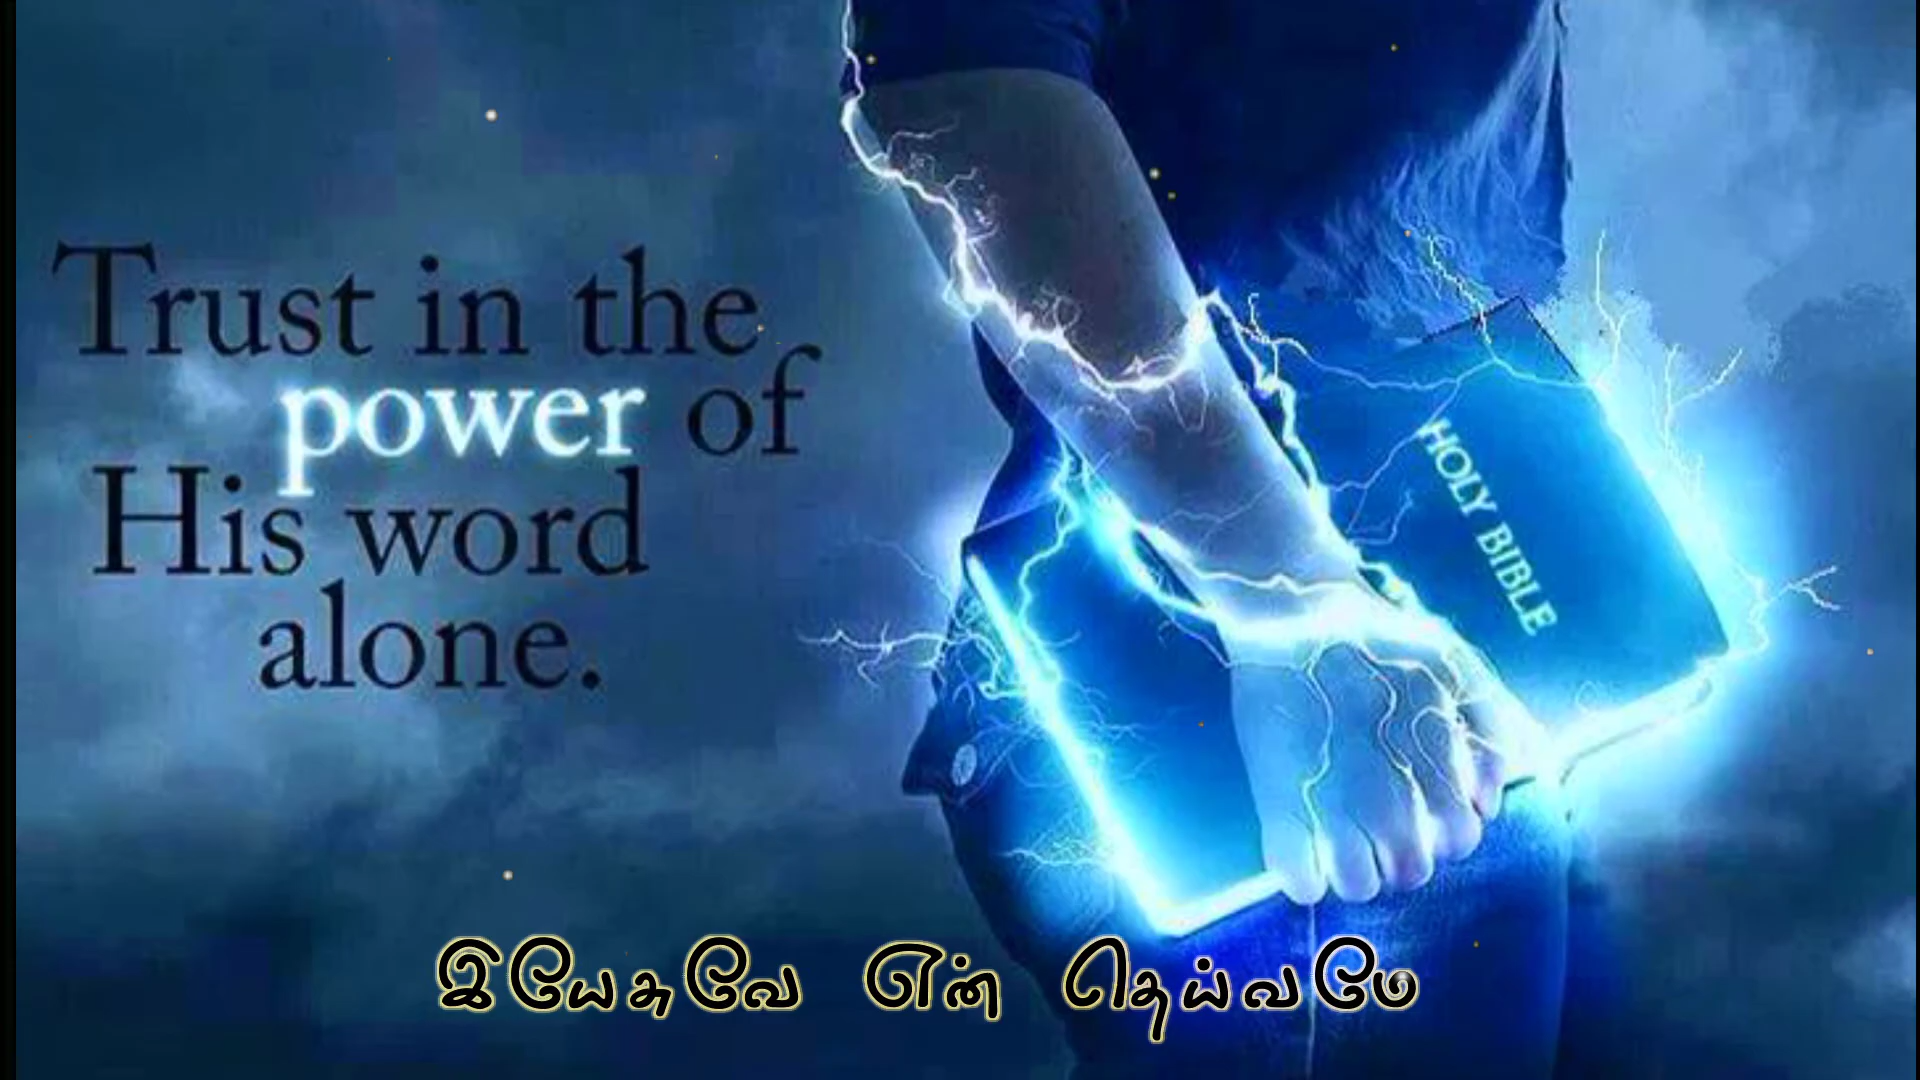 Trust in the
power of
His word
alone.
HOLY BIBLE
இயேசுவே என் தெய்வமே